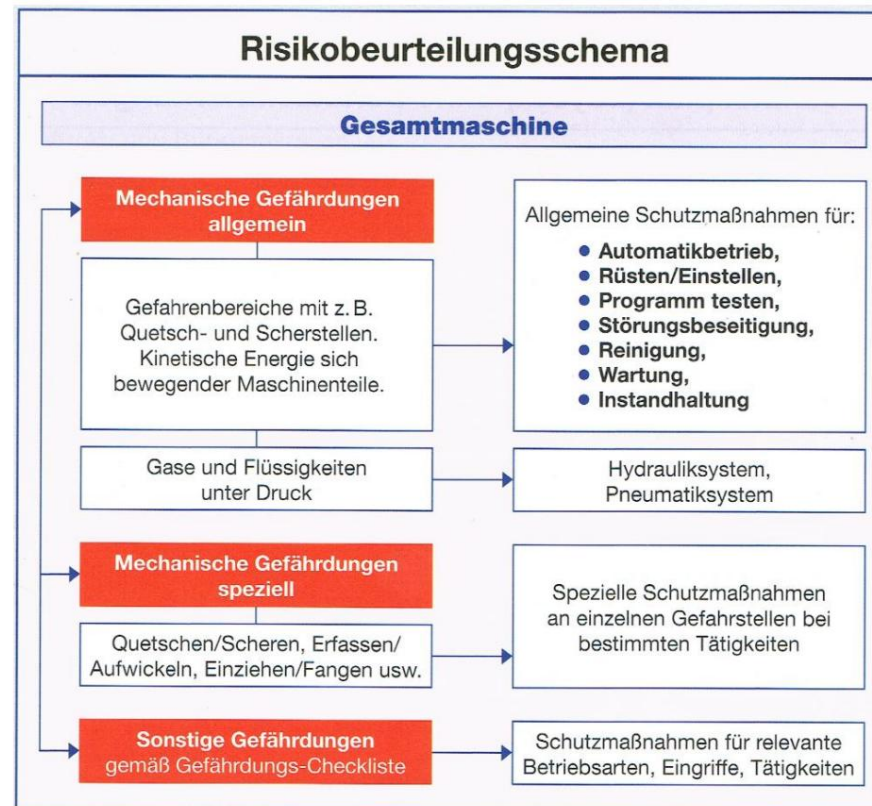 Risikobeurteilungsschema
Gesamtmaschine
Mechanische Gefährdungen
allgemein
Gefahrenbereiche mit z. B.
Quetsch- und Scherstellen.
Kinetische Energie sich
bewegender Maschinenteile.
Allgemeine Schutzmaßnahmen für:
● Automatikbetrieb,
● Rüsten/Einstellen,
● Programm testen,
● Störungsbeseitigung,
● Reinigung,
● Wartung,
● Instandhaltung
Gase und Flüssigkeiten
unter Druck
Hydrauliksystem,
Pneumatiksystem
Mechanische Gefährdungen
speziell
Quetschen/Scheren, Erfassen/
Aufwickeln, Einziehen/Fangen usw.
Spezielle Schutzmaßnahmen
an einzelnen Gefahrstellen bei
bestimmten Tätigkeiten
Sonstige Gefährdungen
gemäß Gefährdungs-Checkliste
Schutzmaßnahmen für relevante
Betriebsarten, Eingriffe, Tätigkeiten